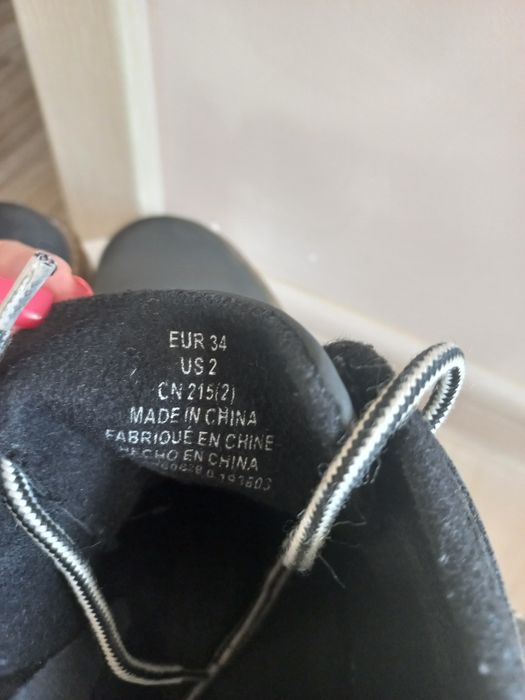 EUR 34
US 2
CN 215(2)
MADE IN CHINA
FABRIQUÉ EN CHINE
HECHO EN CHINA